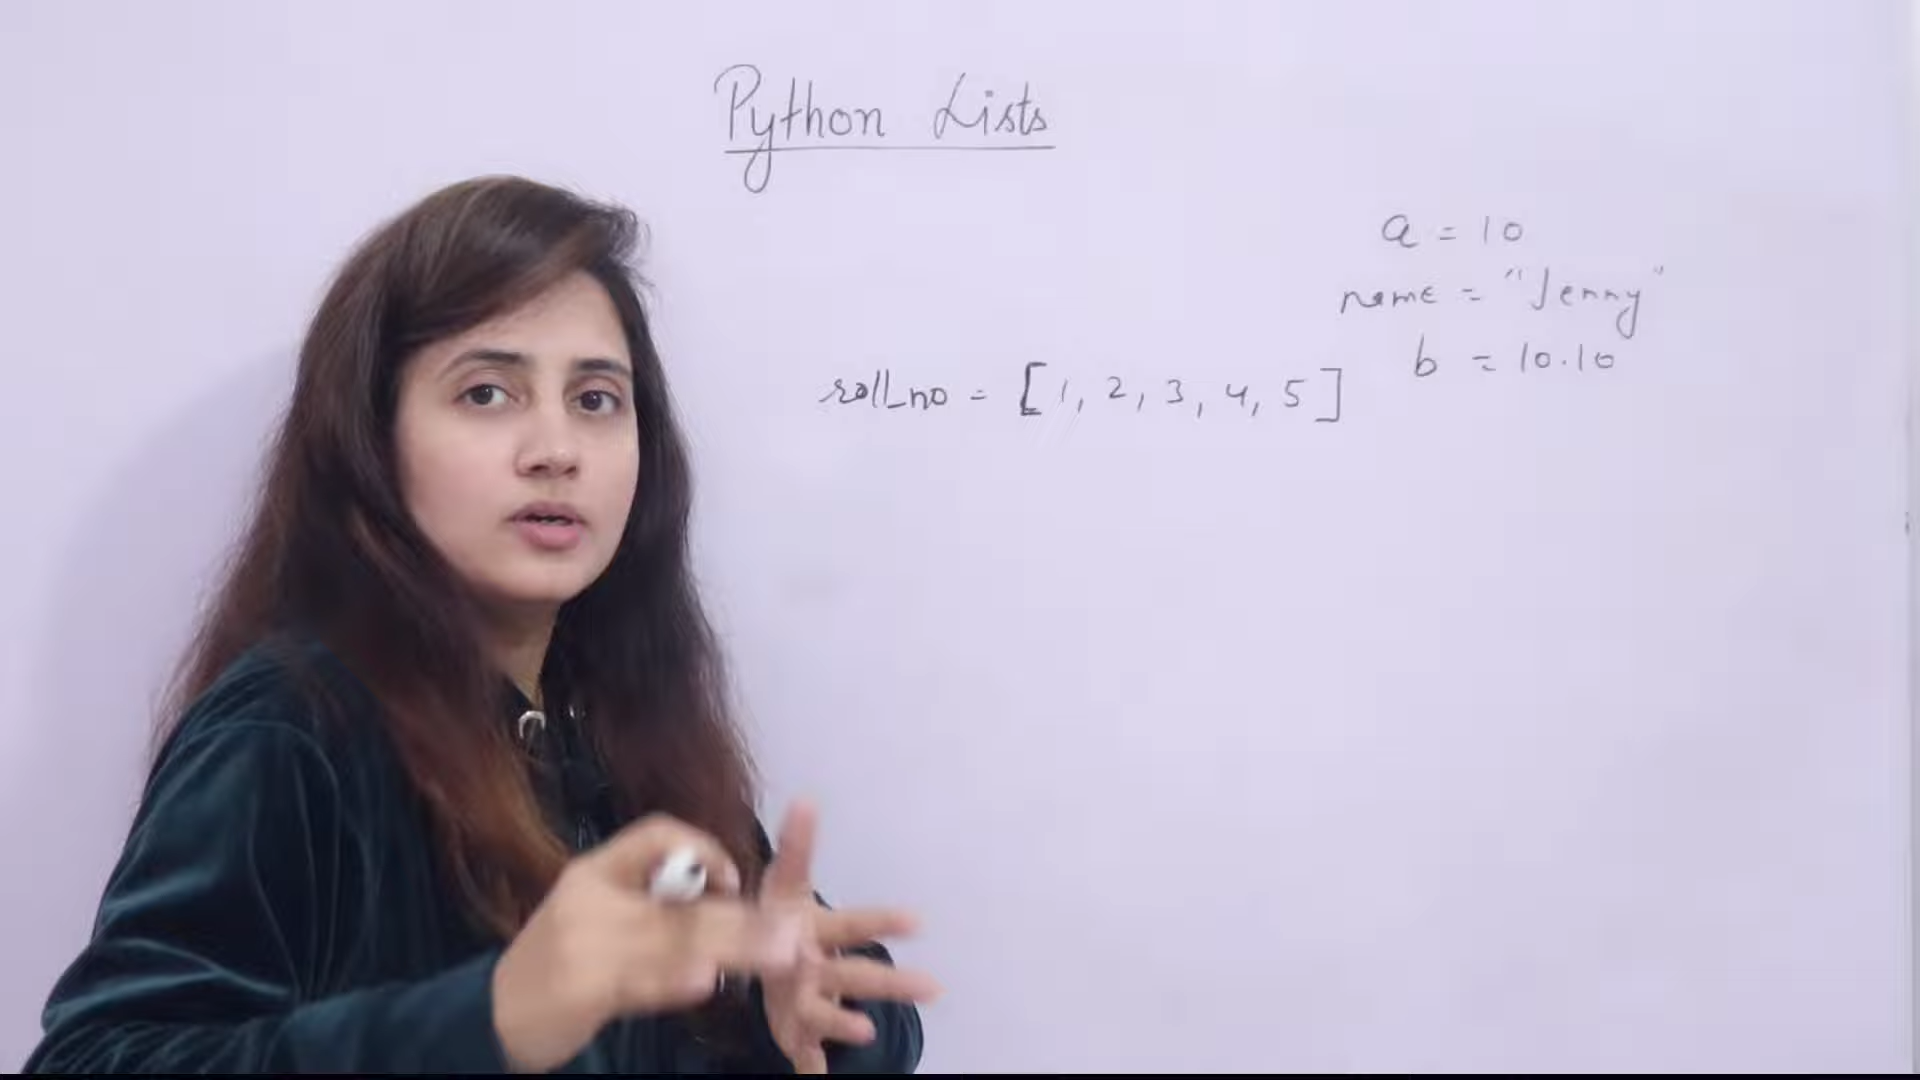 Python Lists
a = 10
name = "Jenny"
b = 10.10
roll_no = [1, 2, 3, 4, 5]